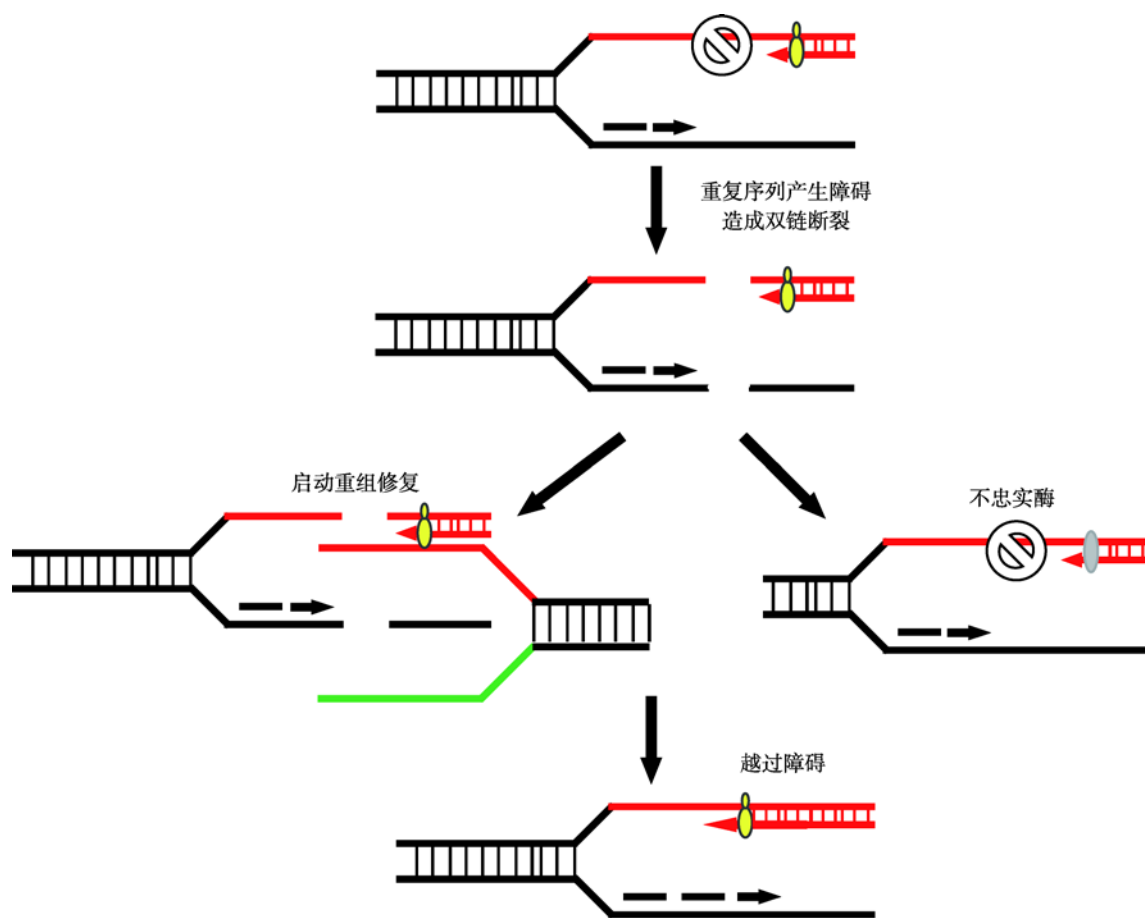 重复序列产生障碍
造成双链断裂
启动重组修复
不忠实酶
越过障碍